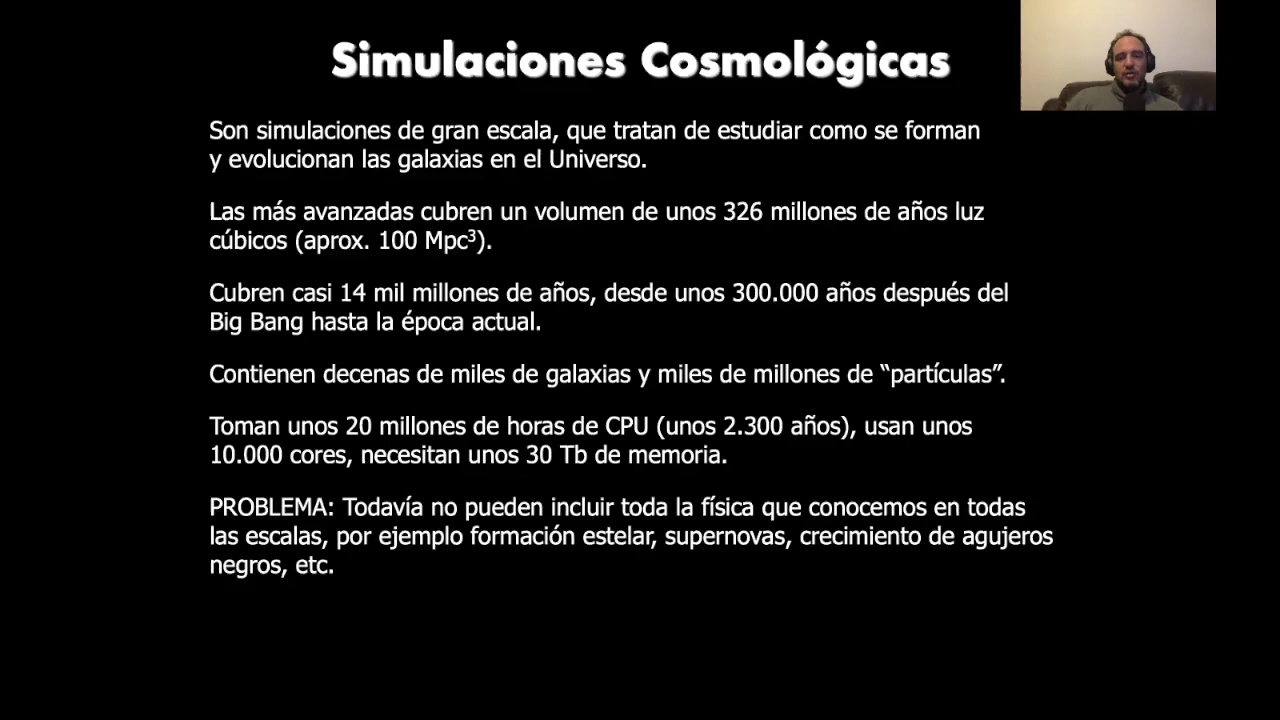 Simulaciones Cosmológicas
Son simulaciones de gran escala, que tratan de estudiar como se forman
y evolucionan las galaxias en el Universo.
Las más avanzadas cubren un volumen de unos 326 millones de años luz
cúbicos (aprox. 100 Mpc³).
Cubren casi 14 mil millones de años, desde unos 300.000 años después del
Big Bang hasta la época actual.
Contienen decenas de miles de galaxias y miles de millones de “partículas”.
Toman unos 20 millones de horas de CPU (unos 2.300 años), usan unos
10.000 cores, necesitan unos 30 Tb de memoria.
PROBLEMA: Todavía no pueden incluir toda la física que conocemos en todas
las escalas, por ejemplo formación estelar, supernovas, crecimiento de agujeros
negros, etc.